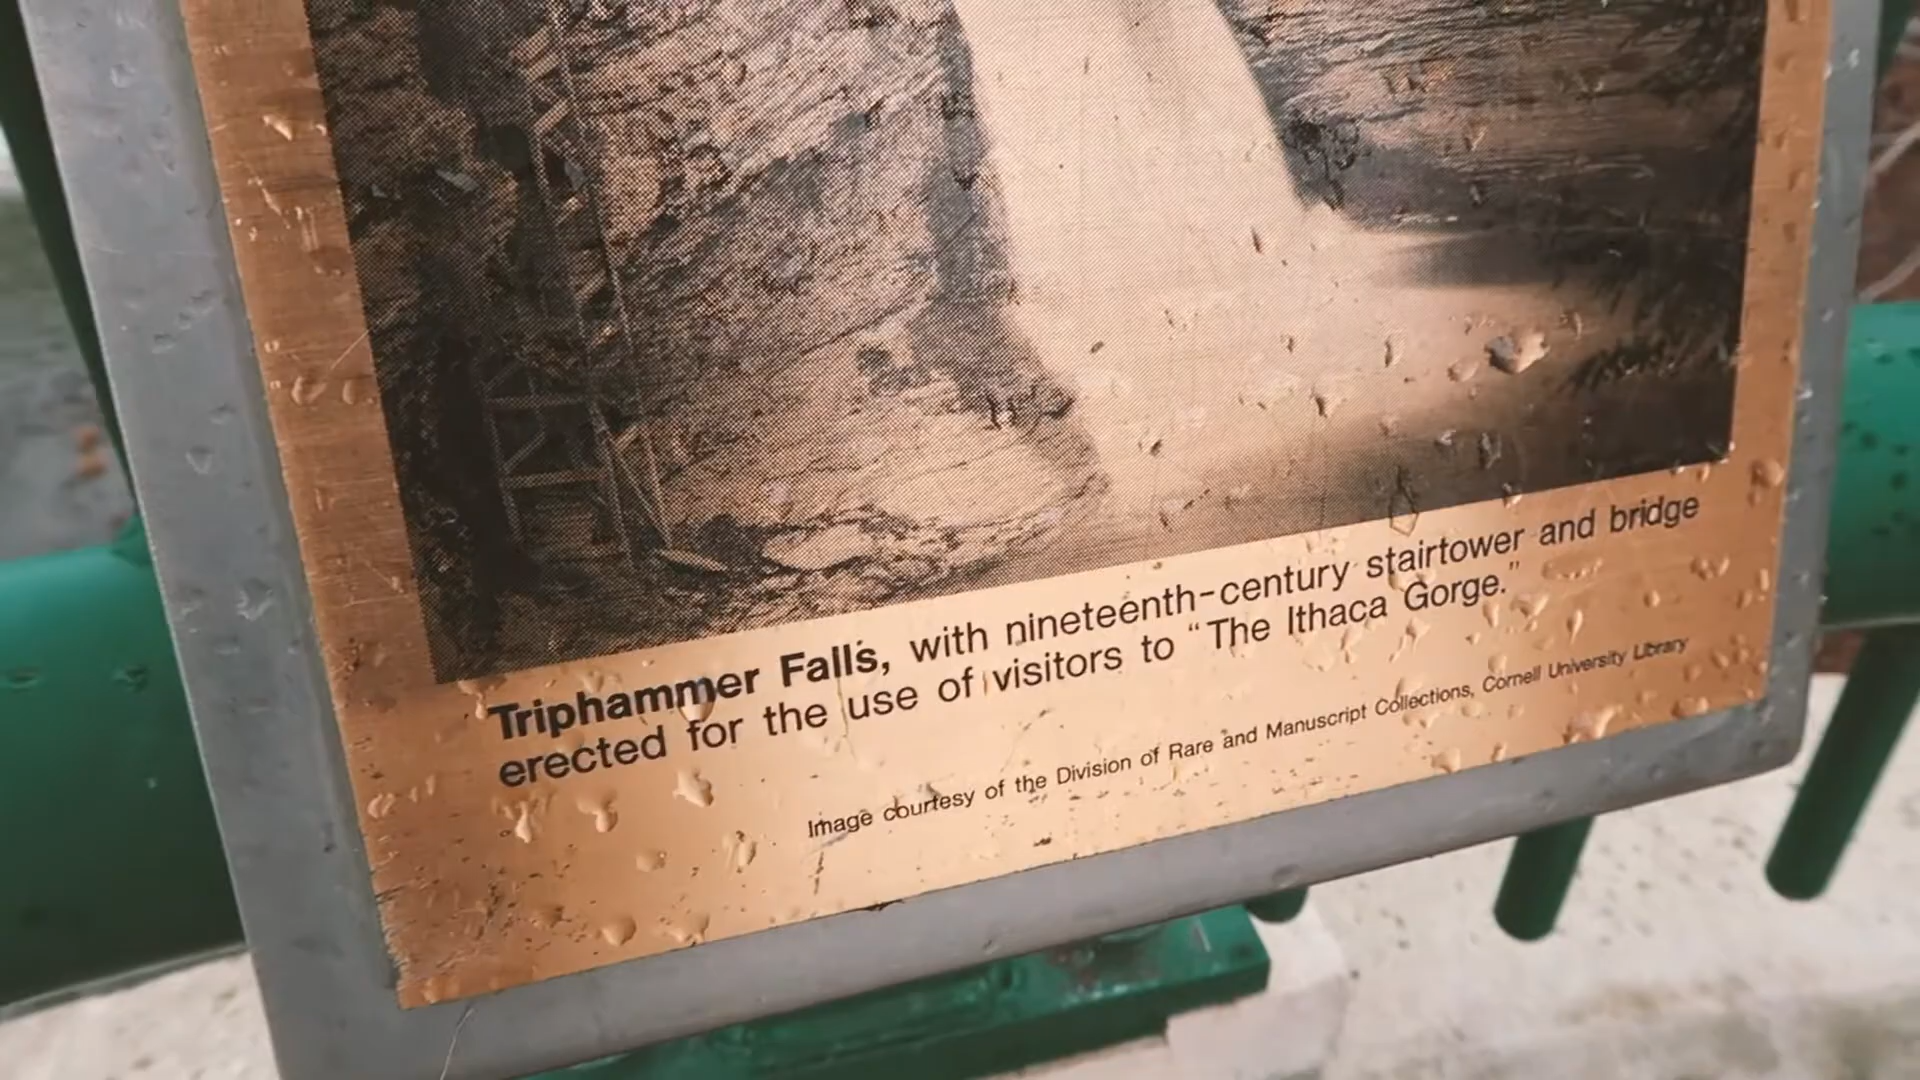 Triphammer Falls, with nineteenth-century stairtower and bridge
erected for the use of visitors to “The Ithaca Gorge.”
Image courtesy of the Division of Rare and Manuscript Collections, Cornell University Library